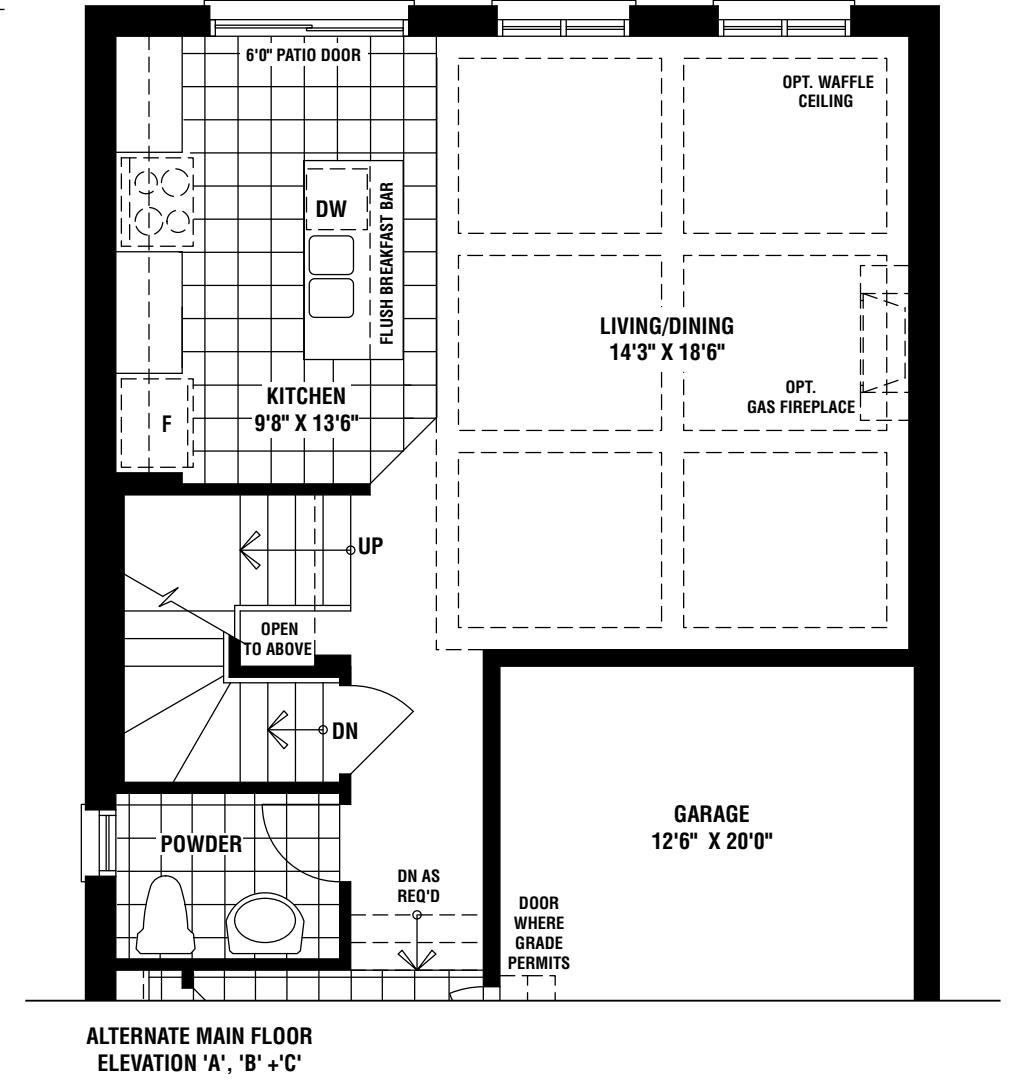 6'0" PATIO DOOR
OPT. WAFFLE
CEILING
DW
FLUSH BREAKFAST BAR
LIVING/DINING
14'3" X 18'6"
KITCHEN
9'8" X 13'6"
OPT.
GAS FIREPLACE
F
UP
OPEN
TO ABOVE
DN
GARAGE
12'6" X 20'0"
POWDER
DN AS
REQ'D
DOOR
WHERE
GRADE
PERMITS
ALTERNATE MAIN FLOOR
ELEVATION 'A', 'B' +'C'